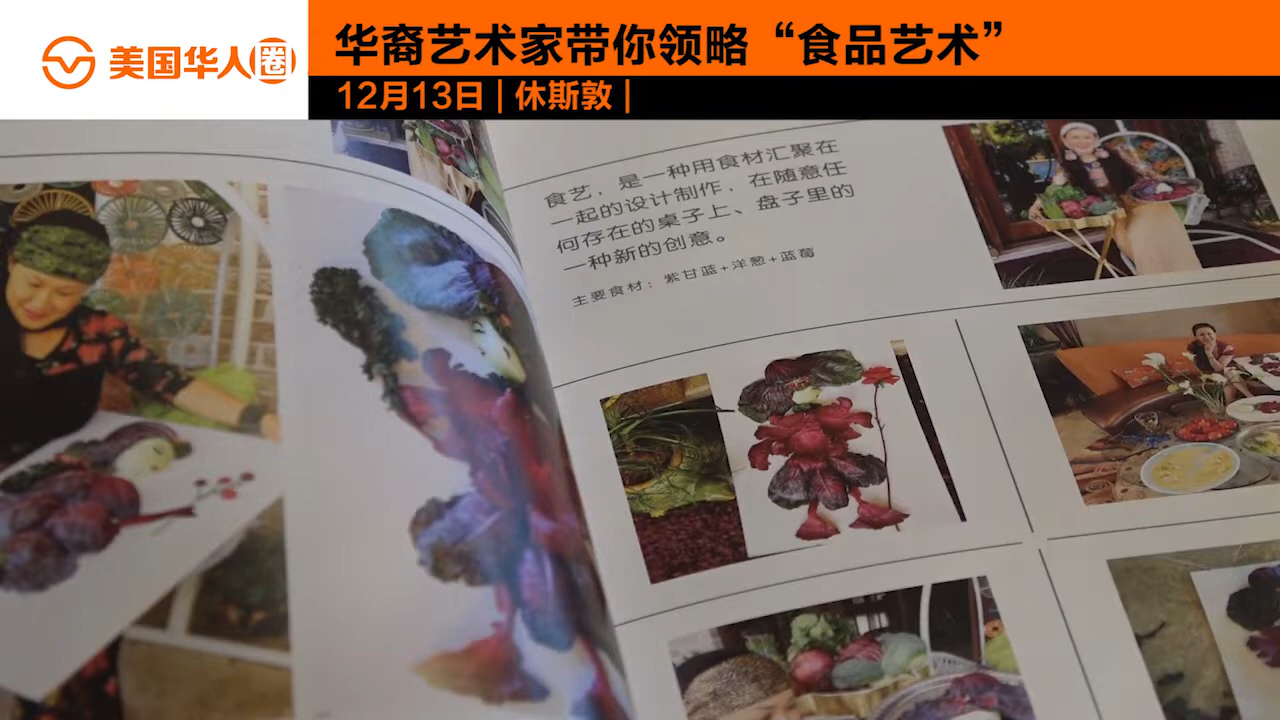 美国华人圈
华裔艺术家带你领略“食品艺术”
12月13日 | 休斯敦 |
食艺，是一种用食材汇聚在
一起的设计制作，在随意任
何存在的桌子上、盘子里的
一种新的创意。
主要食材：紫甘蓝+洋葱+蓝莓